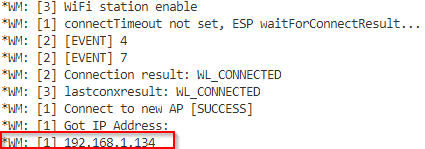 *WM: [3] WiFi station enable
*WM: [1] connectTimeout not set, ESP waitForConnectResult...
*WM: [2] [EVENT] 4
*WM: [2] [EVENT] 7
*WM: [2] Connection result: WL_CONNECTED
*WM: [3] lastconxresult: WL_CONNECTED
*WM: [1] Connect to new AP [SUCCESS]
*WM: [1] Got IP Address:
*WM: [1] 192.168.1.134